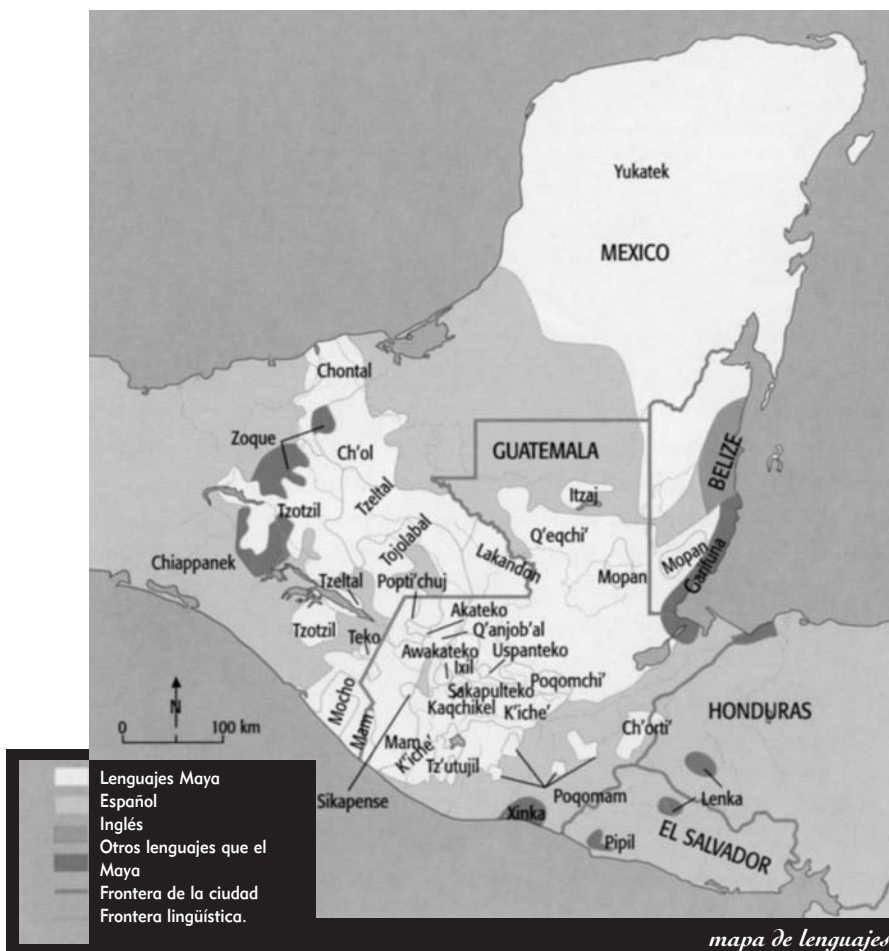 Yukatek
MEXICO
Chontal
Zoque
Ch'ol
GUATEMALA
BELIZE
Itzaj
Tzeltal
Tzotzil
Q'eqchi'
Tojolabal
Lakandon
Mopan
Mopan
Garifuna
Chiappanek
Tzeltal
Popti'chuj
Akateko
Tzotzil
Teko
Q'anjob'al
Awakateko
Uspanteko
Ixil
Poqomchi'
Sakapulteko
Mocho
Kaqchikel
K'iche'
N
0 100 km
Mam
HONDURAS
Ch'orti'
Mam
K'iche'
Tz'utujil
Sikapense
Poqomam
Lenka
Xinka
Pipil
EL SALVADOR
Lenguajes Maya
Español
Inglés
Otros lenguajes que el
Maya
Frontera de la ciudad
Frontera lingüística.
mapa de lenguajes